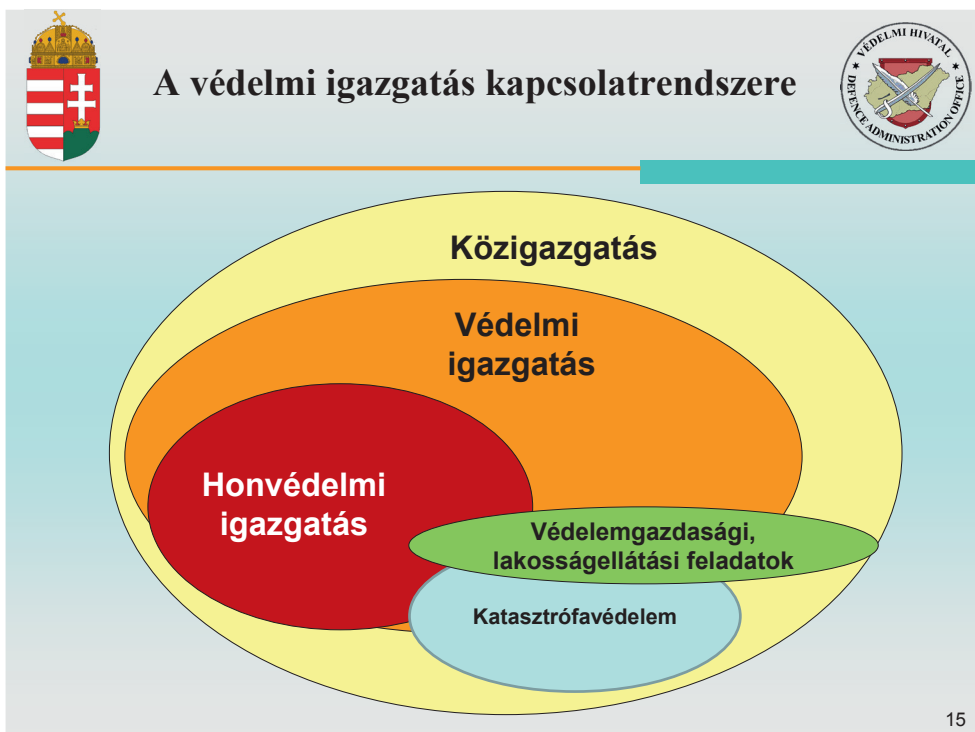 A védelmi igazgatás kapcsolatrendszere
VÉDELMI HIVATAL
DEFENCE ADMINISTRATION OFFICE
Közigazgatás
Védelmi
igazgatás
Honvédelmi
igazgatás
Védelemgazdasági,
lakosságellátási feladatok
Katasztrófavédelem
15